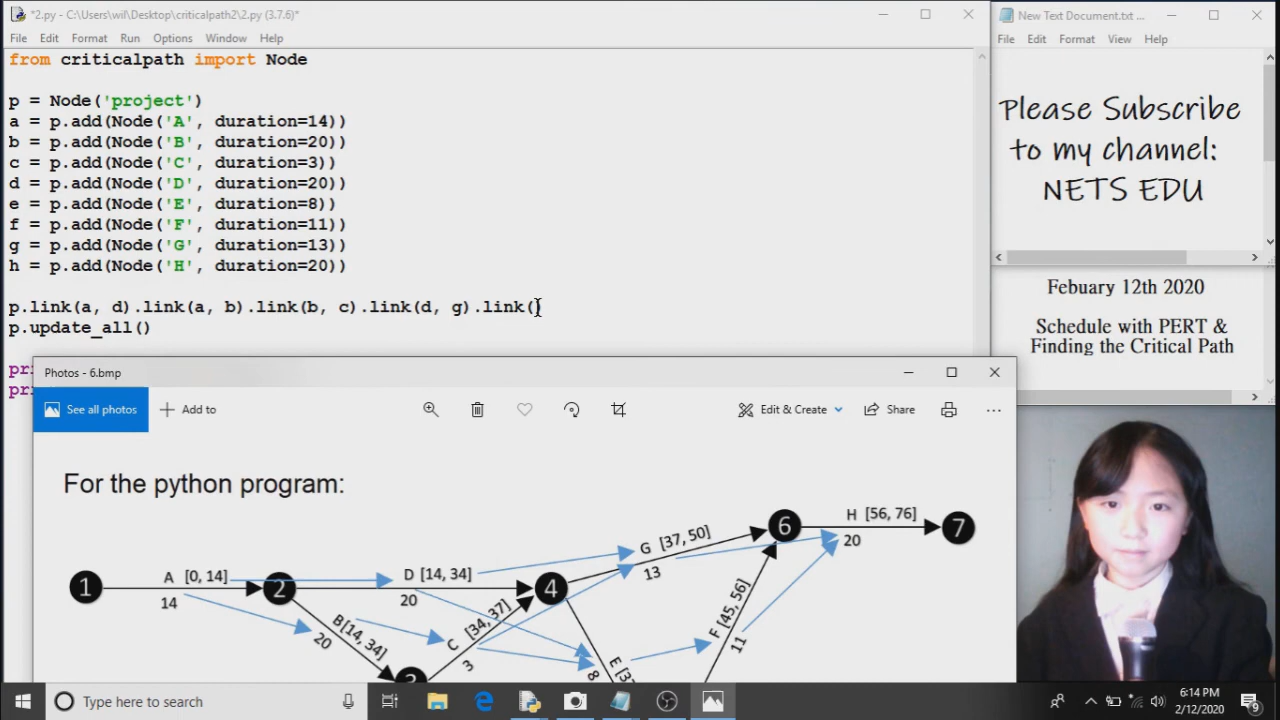 *2.py - C:\Users\wil\Desktop\criticalpath2\2.py (3.7.6)*
File Edit Format Run Options Window Help
from criticalpath import Node
p = Node('project')
a = p.add(Node('A', duration=14))
b = p.add(Node('B', duration=20))
c = p.add(Node('C', duration=3))
d = p.add(Node('D', duration=20))
e = p.add(Node('E', duration=8))
f = p.add(Node('F', duration=11))
g = p.add(Node('G', duration=13))
h = p.add(Node('H', duration=20))
p.link(a, d).link(a, b).link(b, c).link(d, g).link()
p.update_all()
pri
pri
New Text Document.txt ...
File Edit Format View Help
Please Subscribe
to my channel:
NETS EDU
Febuary 12th 2020
Schedule with PERT &
Finding the Critical Path
Photos - 6.bmp
See all photos
Add to
Edit & Create
Share
For the python program:
1
A [0, 14]
14
2
B[14, 34]
20
D [14, 34]
20
C [34, 37]
3
3
4
G [37, 50]
13
E [3
8
F [45, 56]
11
6
H [56, 76]
20
7
Type here to search
6:14 PM
2/12/2020
9